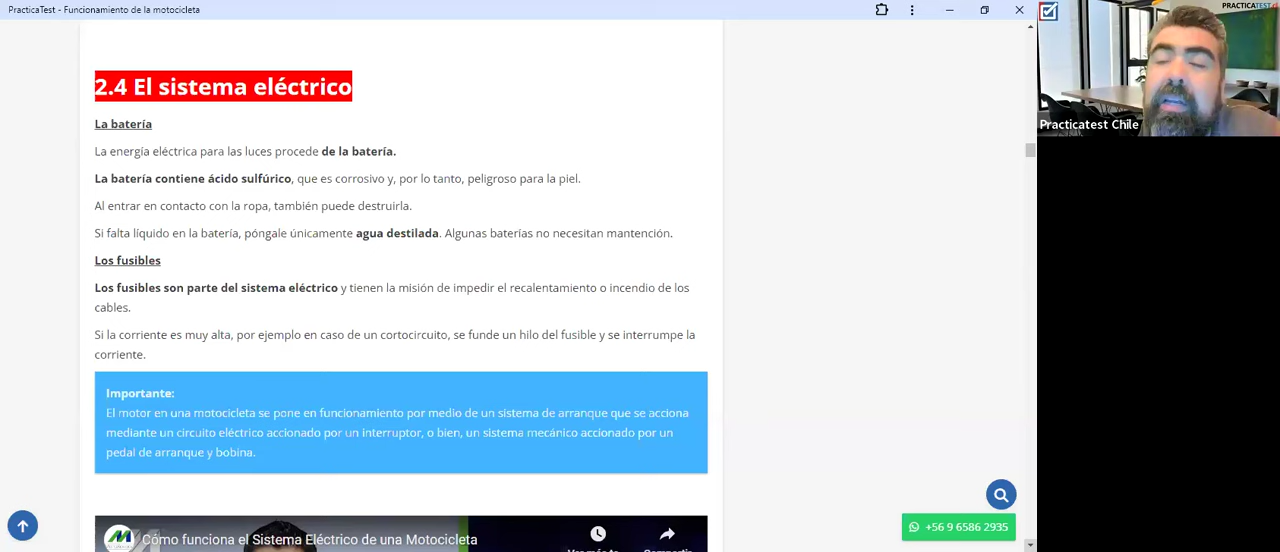 PracticaTest - Funcionamiento de la motocicleta
PRACTICATEST.cl
2.4 El sistema eléctrico
La batería
La energía eléctrica para las luces procede de la batería.
Practicatest Chile
La batería contiene ácido sulfúrico, que es corrosivo y, por lo tanto, peligroso para la piel.
Al entrar en contacto con la ropa, también puede destruirla.
Si falta líquido en la batería, póngale únicamente agua destilada. Algunas baterías no necesitan mantención.
Los fusibles
Los fusibles son parte del sistema eléctrico y tienen la misión de impedir el recalentamiento o incendio de los
cables.
Si la corriente es muy alta, por ejemplo en caso de un cortocircuito, se funde un hilo del fusible y se interrumpe la
corriente.
Importante:
El motor en una motocicleta se pone en funcionamiento por medio de un sistema de arranque que se acciona
mediante un circuito eléctrico accionado por un interruptor, o bien, un sistema mecánico accionado por un
pedal de arranque y bobina.
+56 9 6586 2935
Cómo funciona el Sistema Eléctrico de una Motocicleta